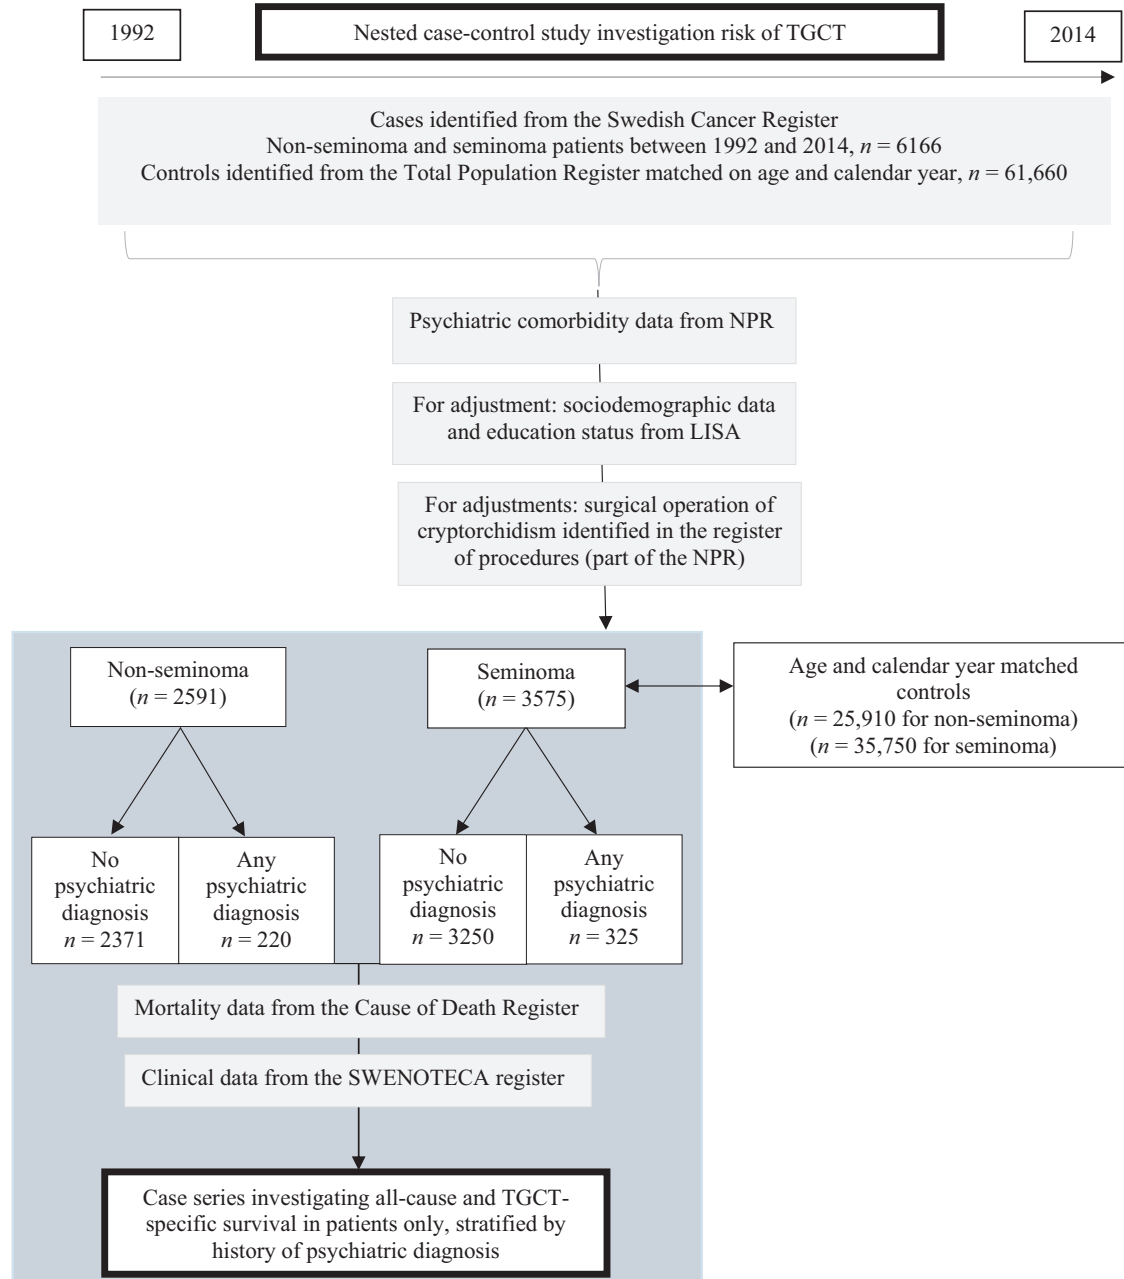 1992
Nested case-control study investigation risk of TGCT
2014
Cases identified from the Swedish Cancer Register
Non-seminoma and seminoma patients between 1992 and 2014, n = 6166
Controls identified from the Total Population Register matched on age and calendar year, n = 61,660
Psychiatric comorbidity data from NPR
For adjustment: sociodemographic data
and education status from LISA
For adjustments: surgical operation of
cryptorchidism identified in the register
of procedures (part of the NPR)
Non-seminoma
(n = 2591)
Seminoma
(n = 3575)
Age and calendar year matched
controls
(n = 25,910 for non-seminoma)
(n = 35,750 for seminoma)
No
psychiatric
diagnosis
n = 2371
Any
psychiatric
diagnosis
n = 220
No
psychiatric
diagnosis
n = 3250
Any
psychiatric
diagnosis
n = 325
Mortality data from the Cause of Death Register
Clinical data from the SWENOTECA register
Case series investigating all-cause and TGCT-
specific survival in patients only, stratified by
history of psychiatric diagnosis